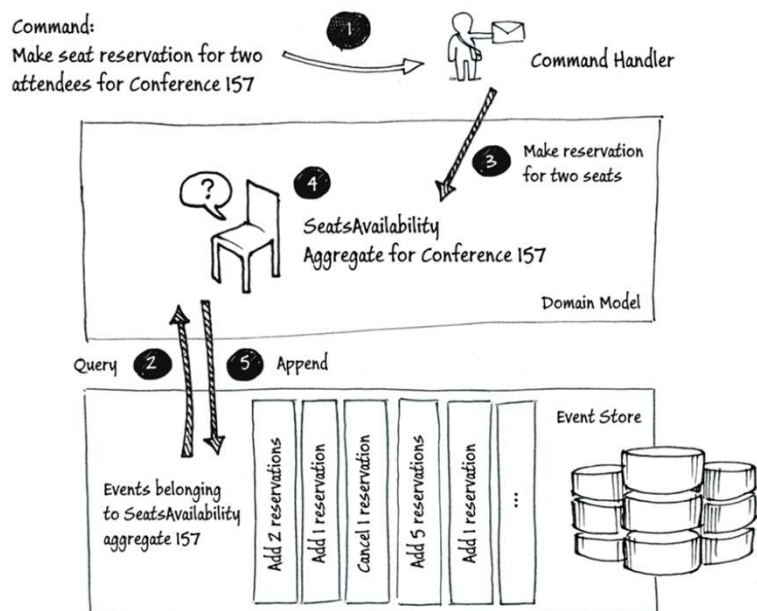 Command:
Make seat reservation for two
attendees for Conference 157
1
Command Handler
3
Make reservation
for two seats
?
4
SeatsAvailability
Aggregate for Conference 157
Domain Model
Query
2
5
Append
Event Store
Events belonging
to SeatsAvailability
aggregate 157
Add 2 reservations
Add 1 reservation
Cancel 1 reservation
Add 5 reservations
Add 1 reservation
...